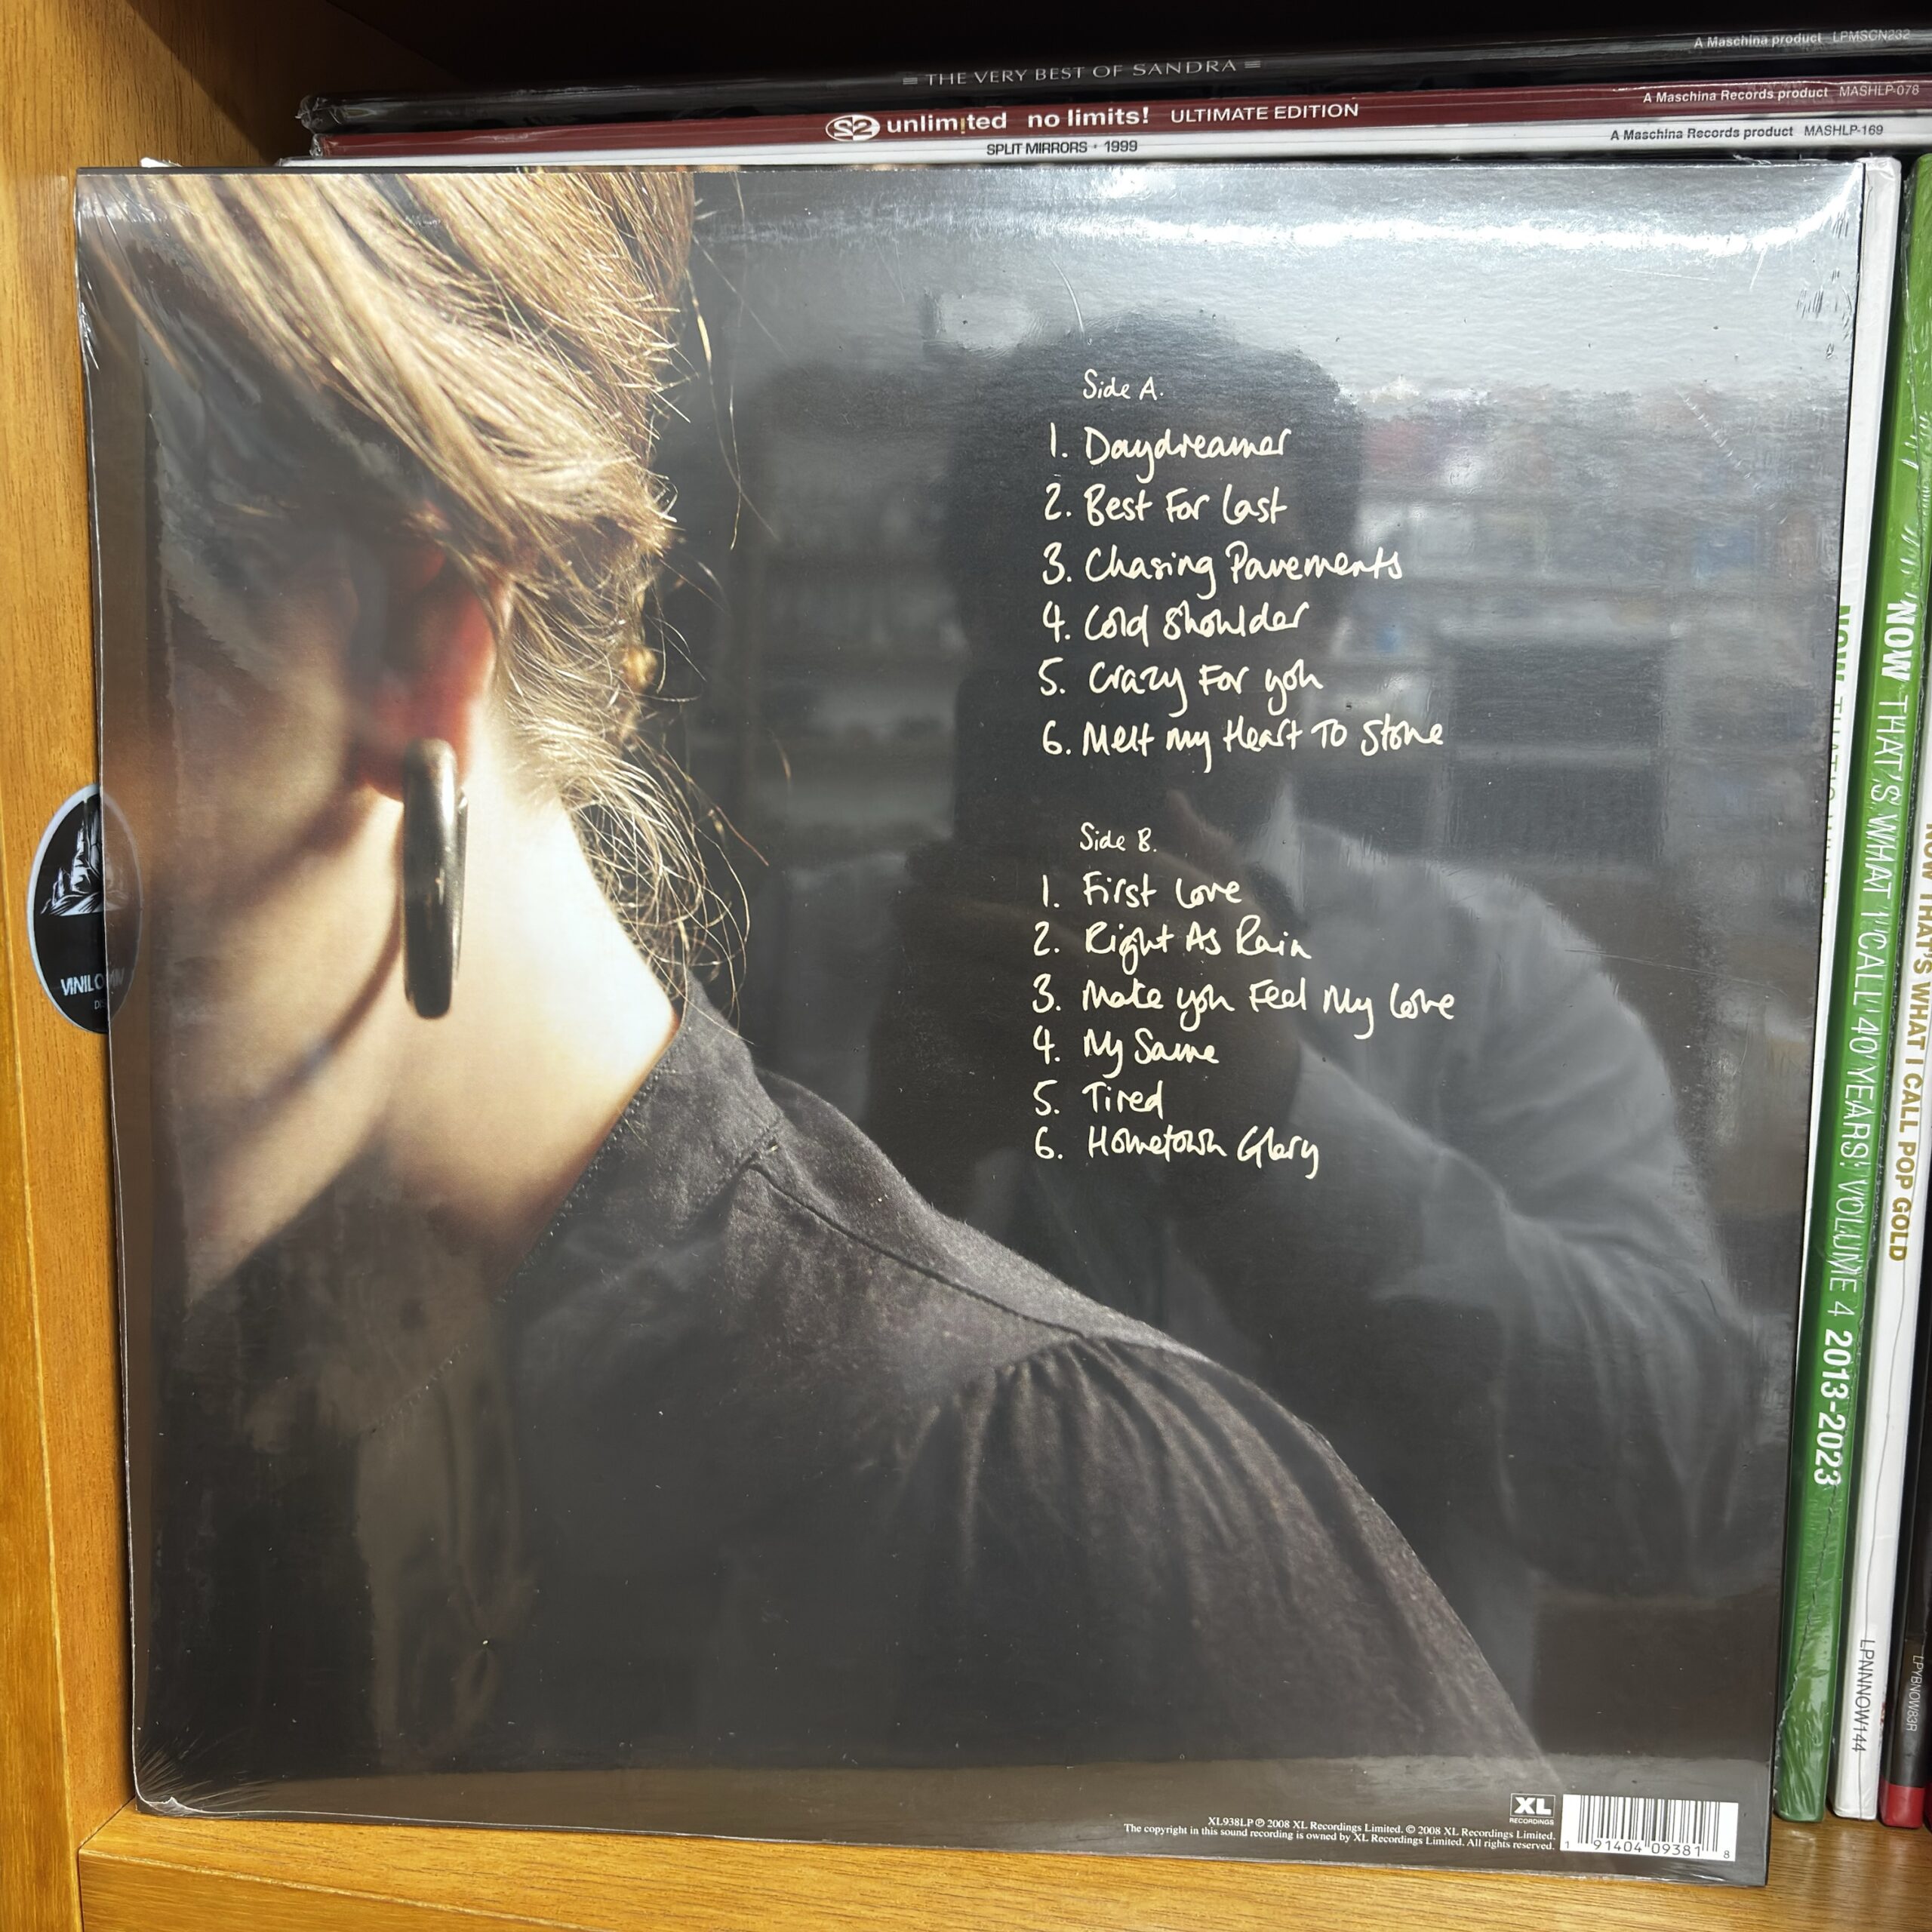 A Maschina product LPMSCN232
THE VERY BEST OF SANDRA
A Maschina Records product MASHLP-078
S2 unlimited no limits! ULTIMATE EDITION
A Maschina Records product MASHLP-169
SPLIT MIRRORS • 1999
Side A.
1. Daydreamer
2. Best For Last
3. Chasing Pavements
4. Cold Shoulder
5. Crazy For you
6. Melt my Heart To Stone
Side B.
1. First Love
2. Right As Rain
3. Make you Feel My Love
4. My Same
5. Tired
6. Hometown Glory
XL
RECORDINGS
XL938LP ℗ 2008 XL Recordings Limited. © 2008 XL Recordings Limited.
The copyright in this sound recording is owned by XL Recordings Limited. All rights reserved.
1 91404 09381 8
NOW THAT'S WHAT I CALL 40 YEARS! VOLUME 4 2013-2023
NOW THAT'S WHAT I CALL POP GOLD
LPNNNOW144
LPYBNOW83R